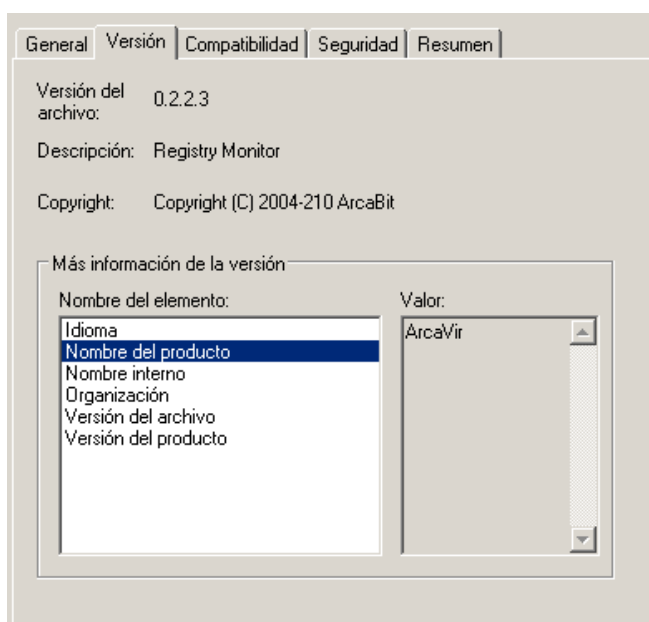 General Versión Compatibilidad Seguridad Resumen
Versión del
archivo: 0.2.2.3
Descripción: Registry Monitor
Copyright: Copyright (C) 2004-210 ArcaBit
Más información de la versión
Nombre del elemento: Valor:
Idioma ArcaVir
Nombre del producto
Nombre interno
Organización
Versión del archivo
Versión del producto